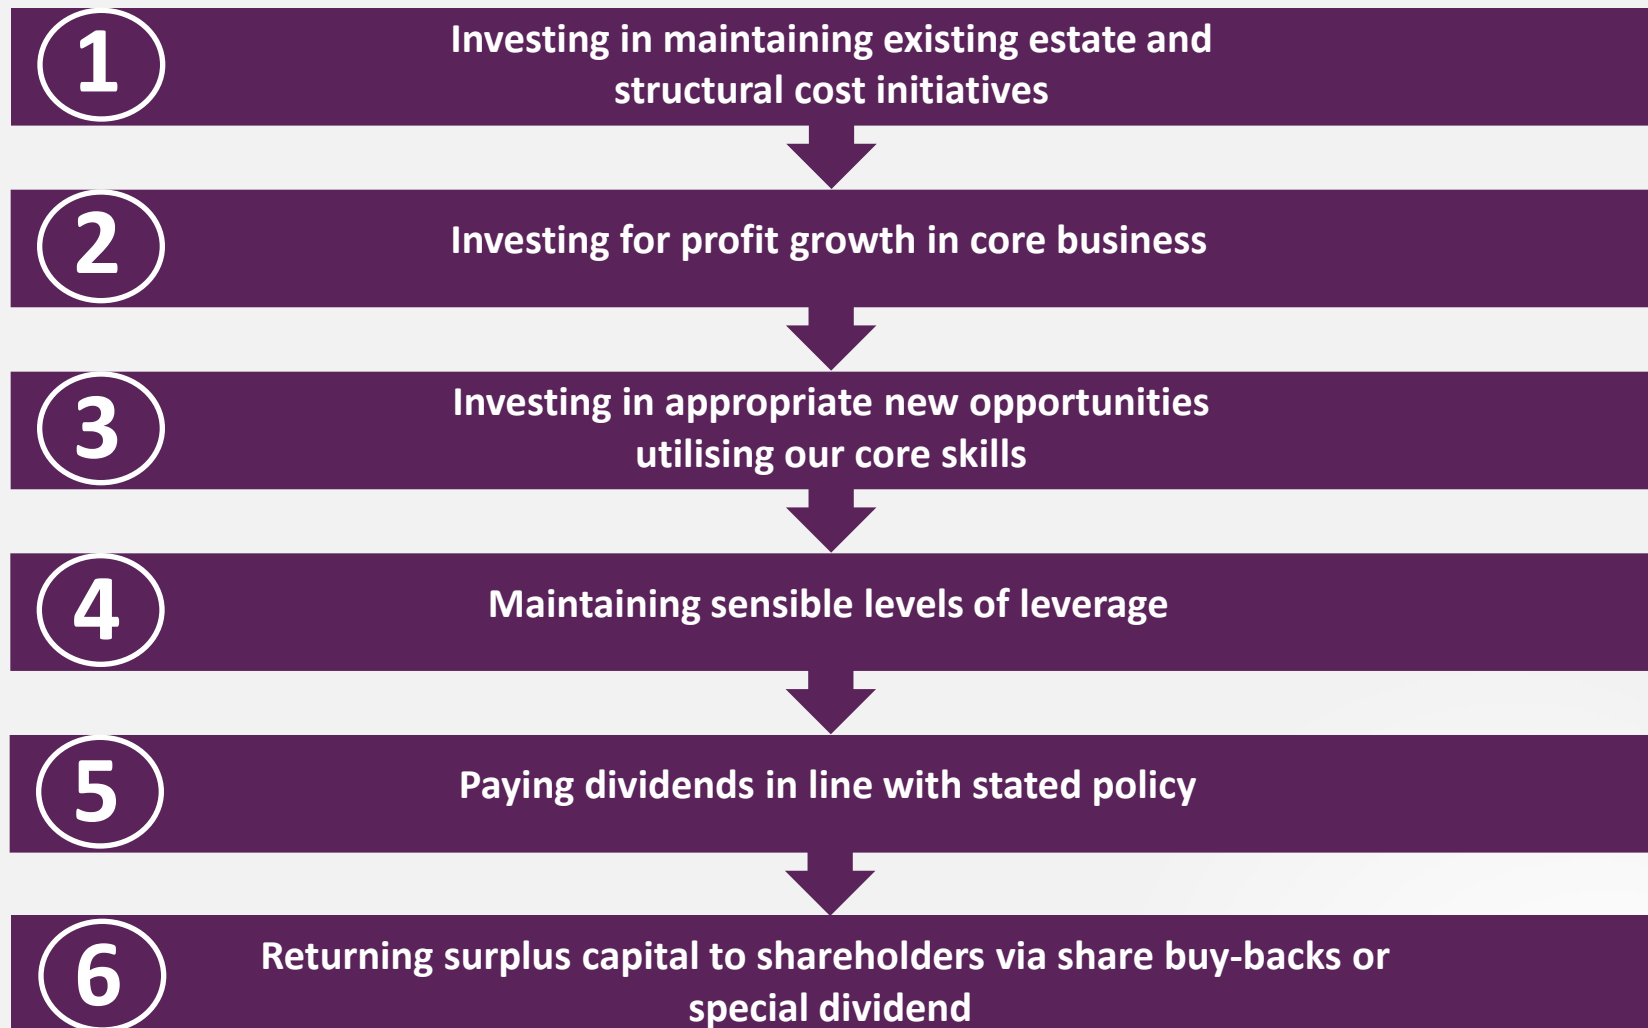 1
Investing in maintaining existing estate and
structural cost initiatives
2
Investing for profit growth in core business
3
Investing in appropriate new opportunities
utilising our core skills
4
Maintaining sensible levels of leverage
5
Paying dividends in line with stated policy
6
Returning surplus capital to shareholders via share buy-backs or
special dividend